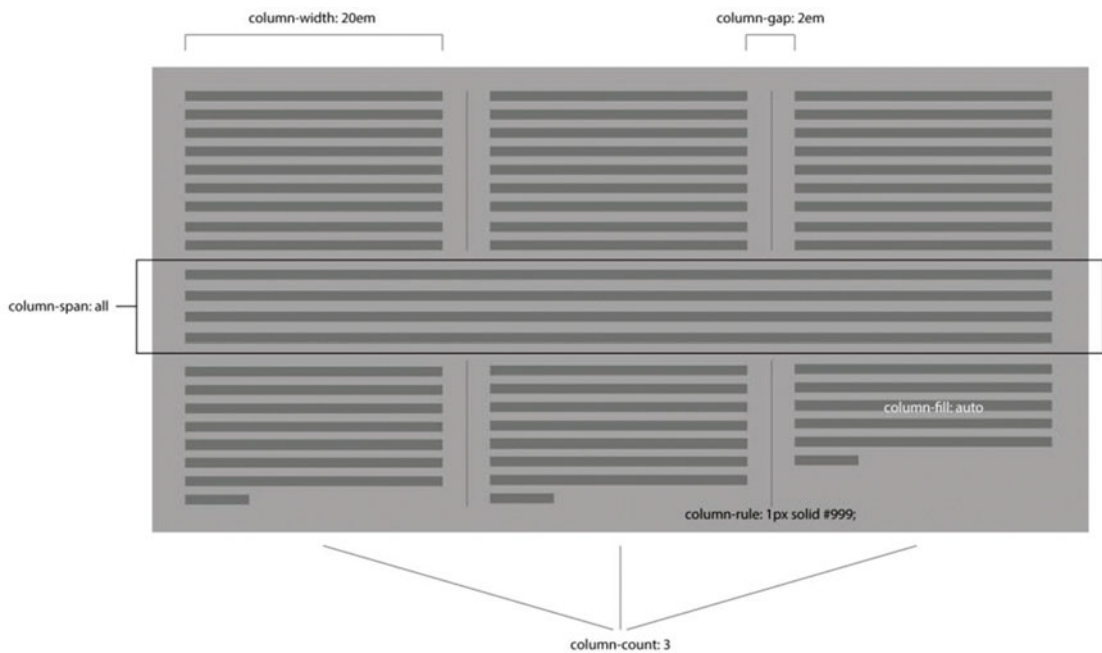 column-width: 20em
column-gap: 2em
column-span: all
column-fill: auto
column-rule: 1px solid #999;
column-count: 3